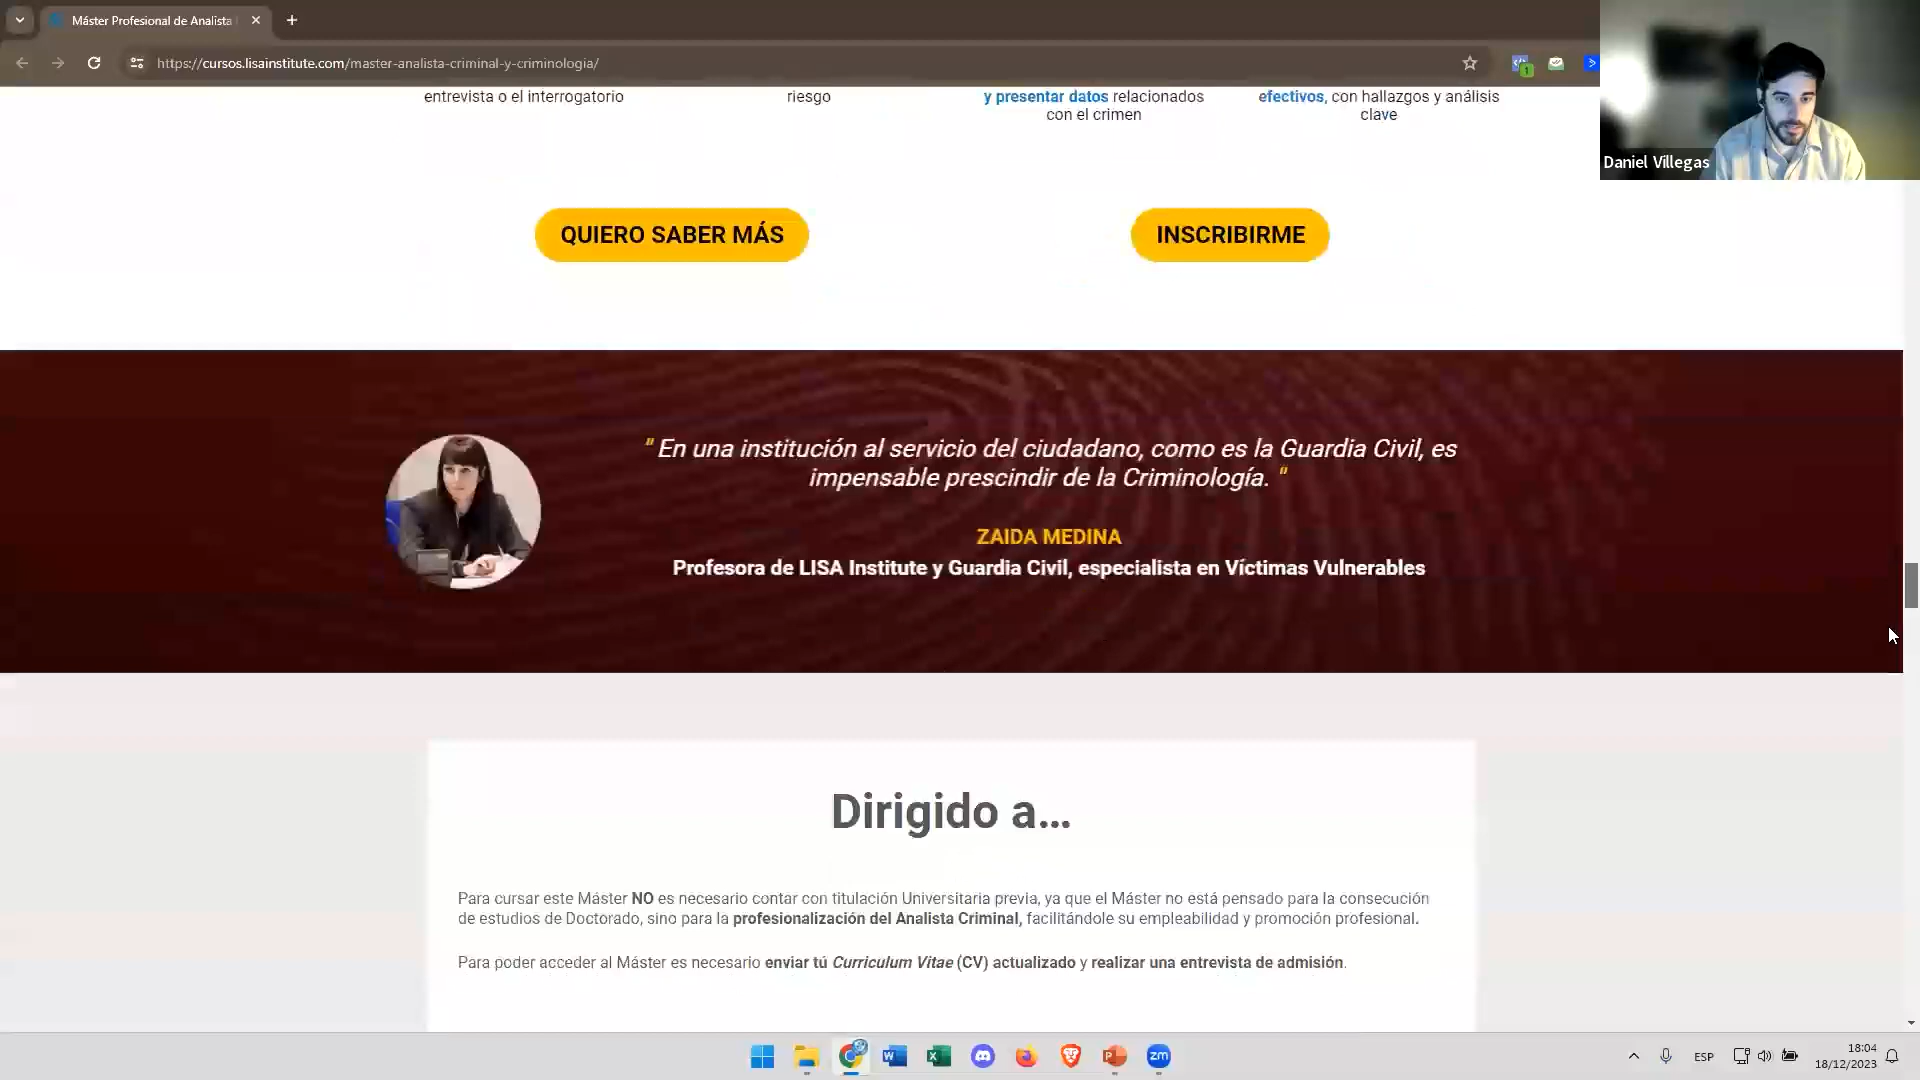 Máster Profesional de Analista
https://cursos.lisainstitute.com/master-analista-criminal-y-criminologia/
Daniel Villegas
entrevista o el interrogatorio
riesgo
y presentar datos relacionados
con el crimen
efectivos, con hallazgos y análisis
clave
QUIERO SABER MÁS
INSCRIBIRME
" En una institución al servicio del ciudadano, como es la Guardia Civil, es
impensable prescindir de la Criminología. "
ZAIDA MEDINA
Profesora de LISA Institute y Guardia Civil, especialista en Víctimas Vulnerables
Dirigido a...
Para cursar este Máster NO es necesario contar con titulación Universitaria previa, ya que el Máster no está pensado para la consecución
de estudios de Doctorado, sino para la profesionalización del Analista Criminal, facilitándole su empleabilidad y promoción profesional.
Para poder acceder al Máster es necesario enviar tú Curriculum Vitae (CV) actualizado y realizar una entrevista de admisión.
ESP
18:04
18/12/2023
zm